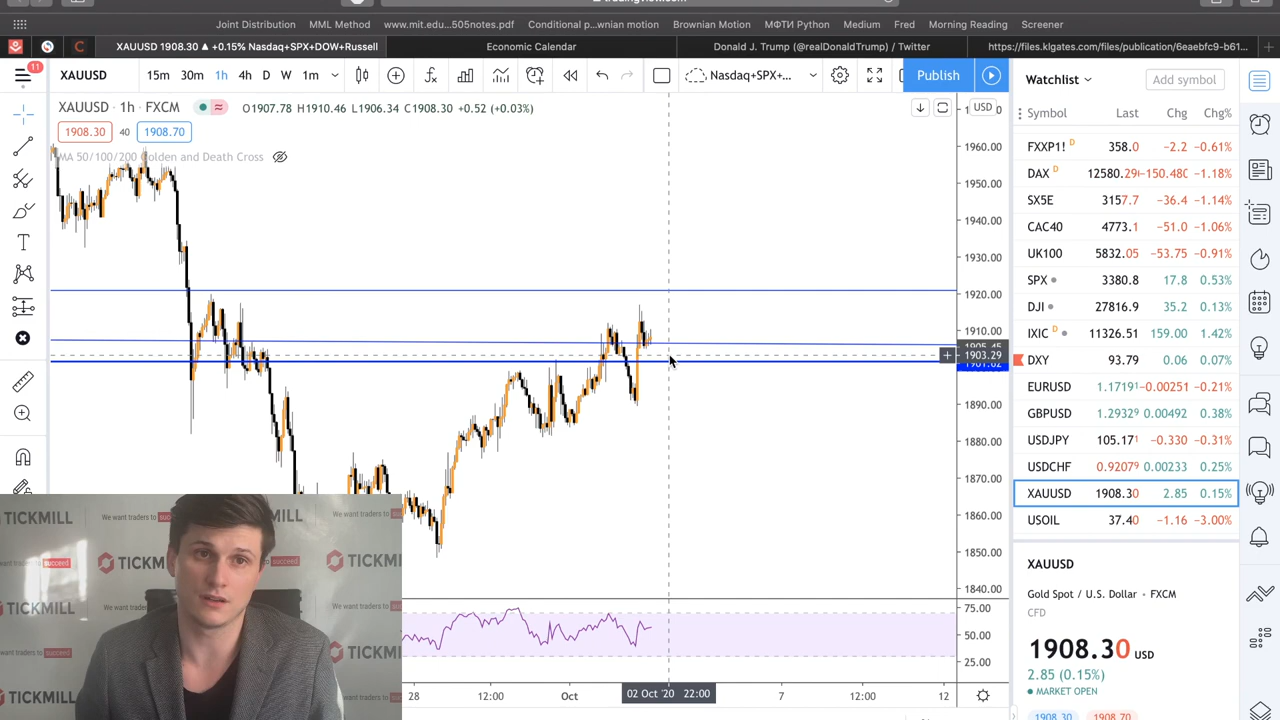 Joint Distribution MML Method www.mit.edu...505notes.pdf Conditional p...wnian motion Brownian Motion МФТИ Python Medium Fred Morning Reading Screener
XAUUSD 1908.30 ▲ +0.15% Nasdaq+SPX+DOW+Russell Economic Calendar Donald J. Trump (@realDonaldTrump) / Twitter https://files.klgates.com/files/publication/6eaebfc9-b61...
11
XAUUSD 15m 30m 1h 4h D W 1m Nasdaq+SPX+... Publish
XAUUSD · 1h · FXCM O1907.78 H1910.46 L1906.34 C1908.30 +0.52 (+0.03%)
USD
1908.30 40 1908.70
MA 50/100/200 Golden and Death Cross
1960.00
1950.00
1940.00
1930.00
1920.00
1910.00
1903.29
1890.00
1880.00
1870.00
1860.00
1850.00
1840.00
75.00
50.00
25.00
28 12:00 Oct 02 Oct '20 22:00 7 12:00 12
Watchlist Add symbol
Symbol Last Chg Chg%
FXXP1! D 358.0 −2.2 −0.61%
DAX D 12580.29 −150.480 −1.18%
SX5E 3157.7 −36.4 −1.14%
CAC40 4773.1 −51.0 −1.06%
UK100 5832.05 −53.75 −0.91%
SPX 3380.8 17.8 0.53%
DJI 27816.9 35.2 0.13%
IXIC D 11326.51 159.00 1.42%
DXY 93.79 0.06 0.07%
EURUSD 1.17191 −0.00251 −0.21%
GBPUSD 1.29329 0.00492 0.38%
USDJPY 105.171 −0.330 −0.31%
USDCHF 0.92079 0.00233 0.25%
XAUUSD 1908.30 2.85 0.15%
USOIL 37.40 −1.16 −3.00%
XAUUSD
Gold Spot / U.S. Dollar · FXCM
CFD
1908.30 USD
2.85 (0.15%)
MARKET OPEN
1908.30 1908.70
TICKMILL
We want traders to succeed
TICKMILL
We want traders to succeed
TICKMILL
TICKMILL
TICKMILL